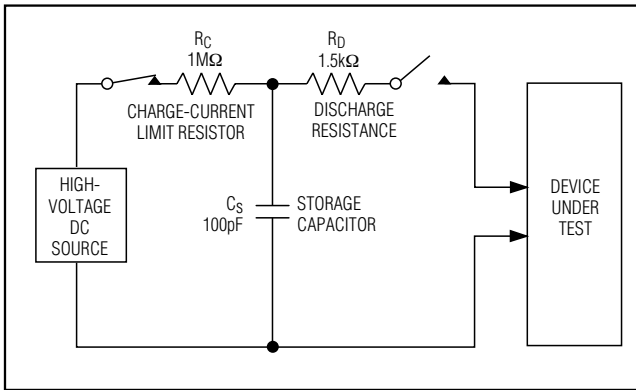 RC
1MΩ
CHARGE-CURRENT
LIMIT RESISTOR
RD
1.5kΩ
DISCHARGE
RESISTANCE
HIGH-
VOLTAGE
DC
SOURCE
CS
100pF
STORAGE
CAPACITOR
DEVICE
UNDER
TEST